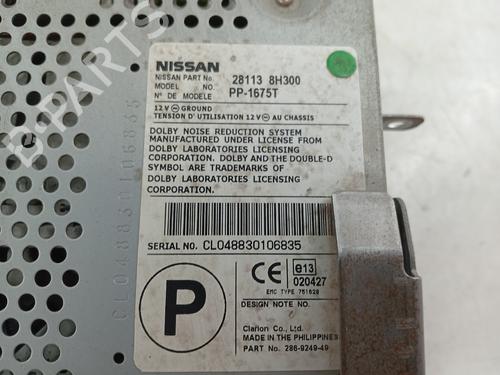 NISSAN
NISSAN PART No. 28113 8H300
MODEL NO. PP-1675T
N° DE MODELE
12 V ⊖ GROUND
TENSION D' UTILISATION 12 V ⊖ AU CHASSIS
DOLBY NOISE REDUCTION SYSTEM
MANUFACTURED UNDER LICENSE FROM
DOLBY LABORATORIES LICENSING
CORPORATION. DOLBY AND THE DOUBLE-D
SYMBOL ARE TRADEMARKS OF
DOLBY LABORATORIES LICENSING
CORPORATION.
SERIAL NO. CL048830106835
P
CE
e13
020427
EMC TYPE 751628
DESIGN NOTE NO.
Clarion Co., Ltd.
MADE IN THE PHILIPPINES
PART No. 286-9249-49
CL048830106835
B-PARTS